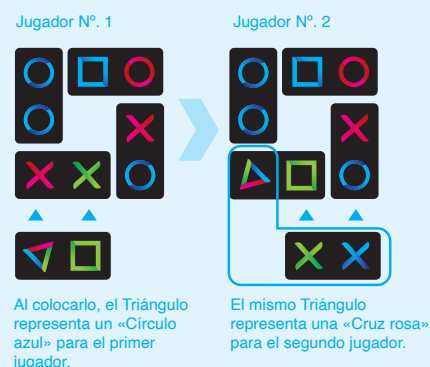 Jugador Nº. 1
Jugador Nº. 2
Al colocarlo, el Triángulo
representa un «Círculo
azul» para el primer
jugador.
El mismo Triángulo
representa una «Cruz rosa»
para el segundo jugador.